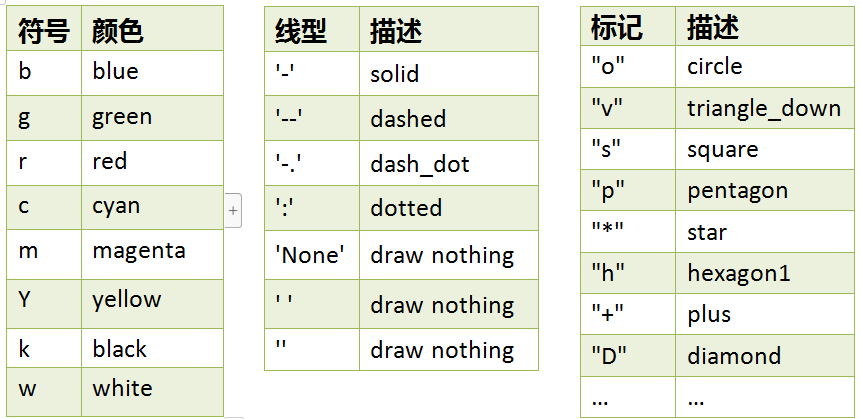 符号 颜色
b blue
g green
r red
c cyan
m magenta
Y yellow
k black
w white
+
线型 描述
'-' solid
'--' dashed
'-.' dash_dot
':' dotted
'None' draw nothing
' ' draw nothing
'' draw nothing
标记 描述
"o" circle
"v" triangle_down
"s" square
"p" pentagon
"*" star
"h" hexagon1
"+" plus
"D" diamond
... ...